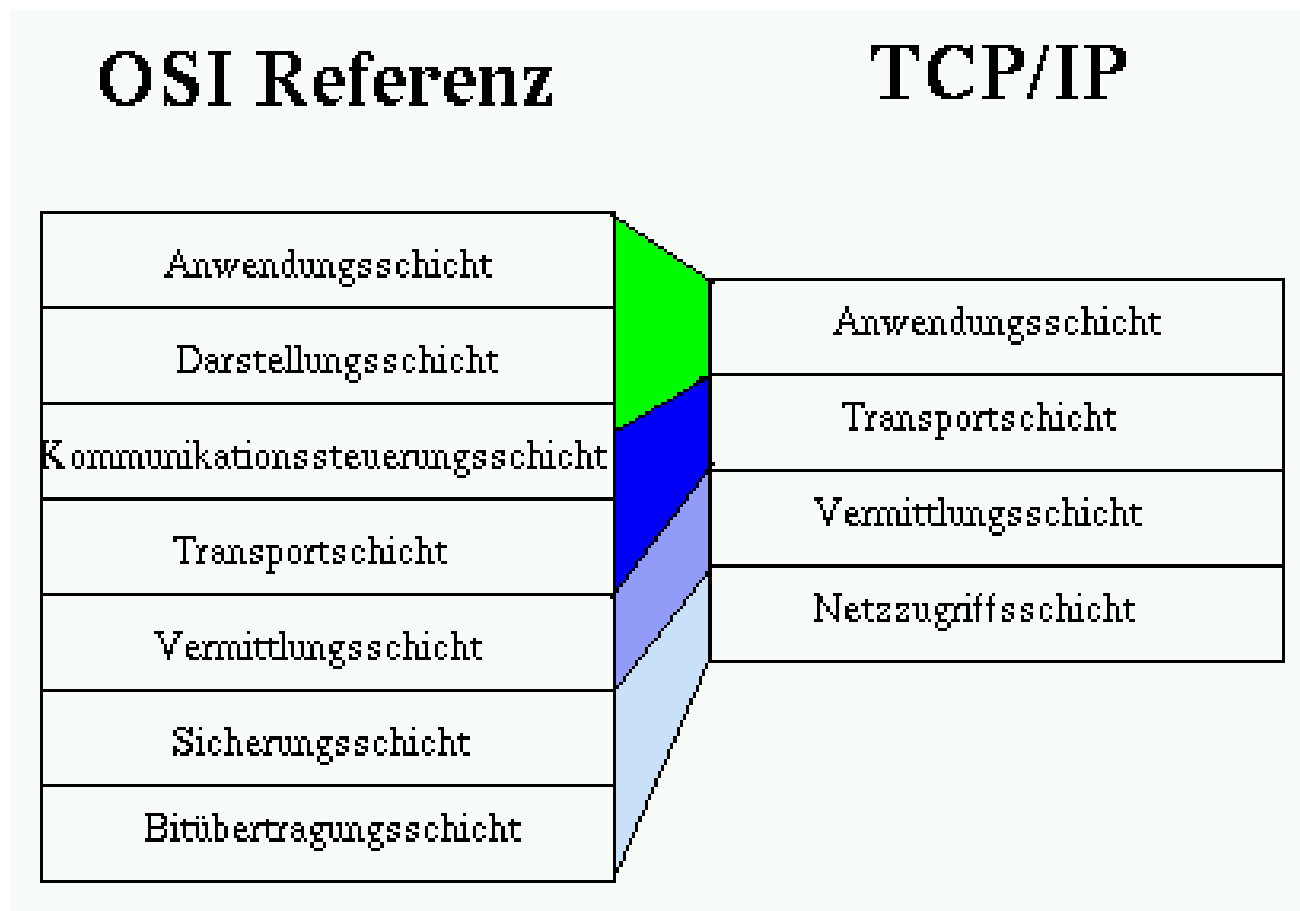 OSI Referenz
TCP/IP
Anwendungsschicht
Darstellungsschicht
Kommunikationssteuerungsschicht
Transportschicht
Vermittlungsschicht
Sicherungsschicht
Bitübertragungsschicht
Anwendungsschicht
Transportschicht
Vermittlungsschicht
Netzzugriffsschicht